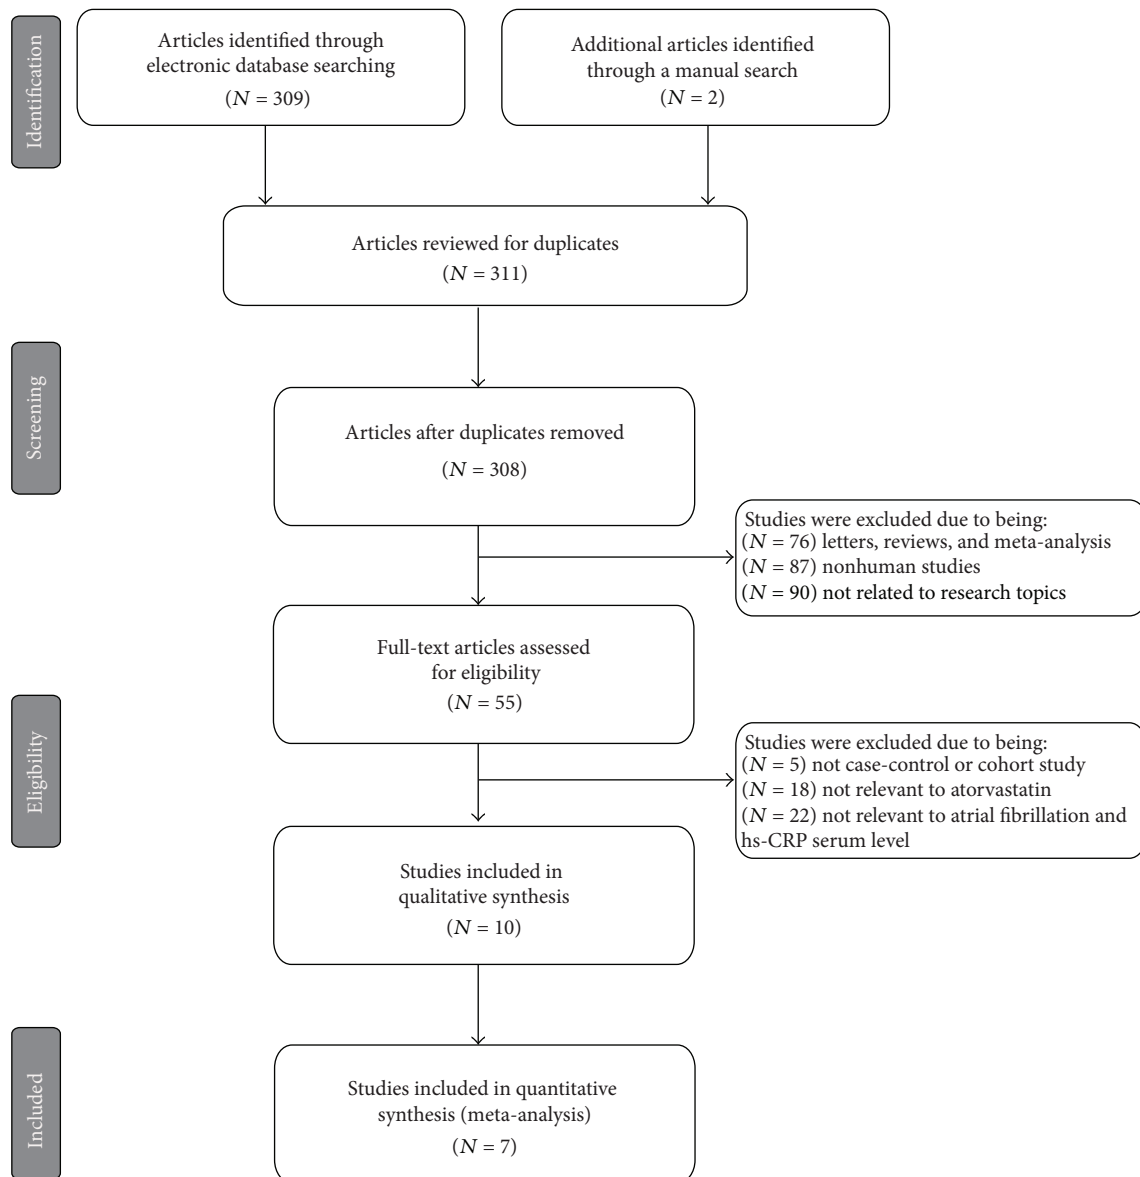 Identification
Articles identified through
electronic database searching
(N = 309)
Additional articles identified
through a manual search
(N = 2)
Articles reviewed for duplicates
(N = 311)
Screening
Articles after duplicates removed
(N = 308)
Studies were excluded due to being:
(N = 76) letters, reviews, and meta-analysis
(N = 87) nonhuman studies
(N = 90) not related to research topics
Full-text articles assessed
for eligibility
(N = 55)
Eligibility
Studies were excluded due to being:
(N = 5) not case-control or cohort study
(N = 18) not relevant to atorvastatin
(N = 22) not relevant to atrial fibrillation and
hs-CRP serum level
Studies included in
qualitative synthesis
(N = 10)
Included
Studies included in quantitative
synthesis (meta-analysis)
(N = 7)